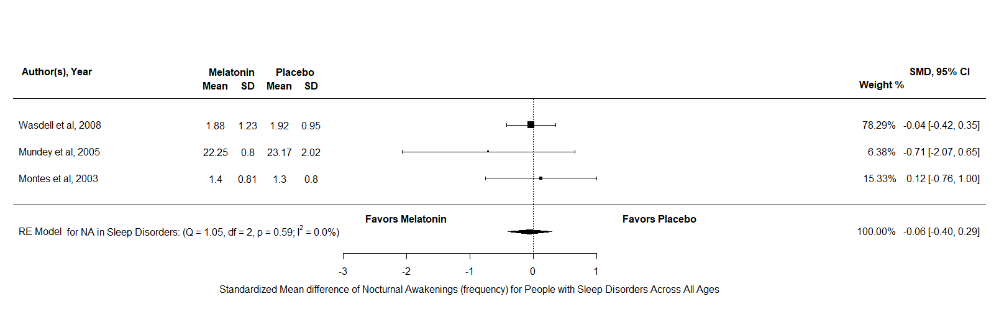 Author(s), Year Melatonin Placebo SMD, 95% CI
Mean SD Mean SD Weight %
Wasdell et al, 2008 1.88 1.23 1.92 0.95 78.29% -0.04 [-0.42, 0.35]
Mundey et al, 2005 22.25 0.8 23.17 2.02 6.38% -0.71 [-2.07, 0.65]
Montes et al, 2003 1.4 0.81 1.3 0.8 15.33% 0.12 [-0.76, 1.00]
Favors Melatonin Favors Placebo
RE Model for NA in Sleep Disorders: (Q = 1.05, df = 2, p = 0.59; I² = 0.0%) 100.00% -0.06 [-0.40, 0.29]
-3 -2 -1 0 1
Standardized Mean difference of Nocturnal Awakenings (frequency) for People with Sleep Disorders Across All Ages